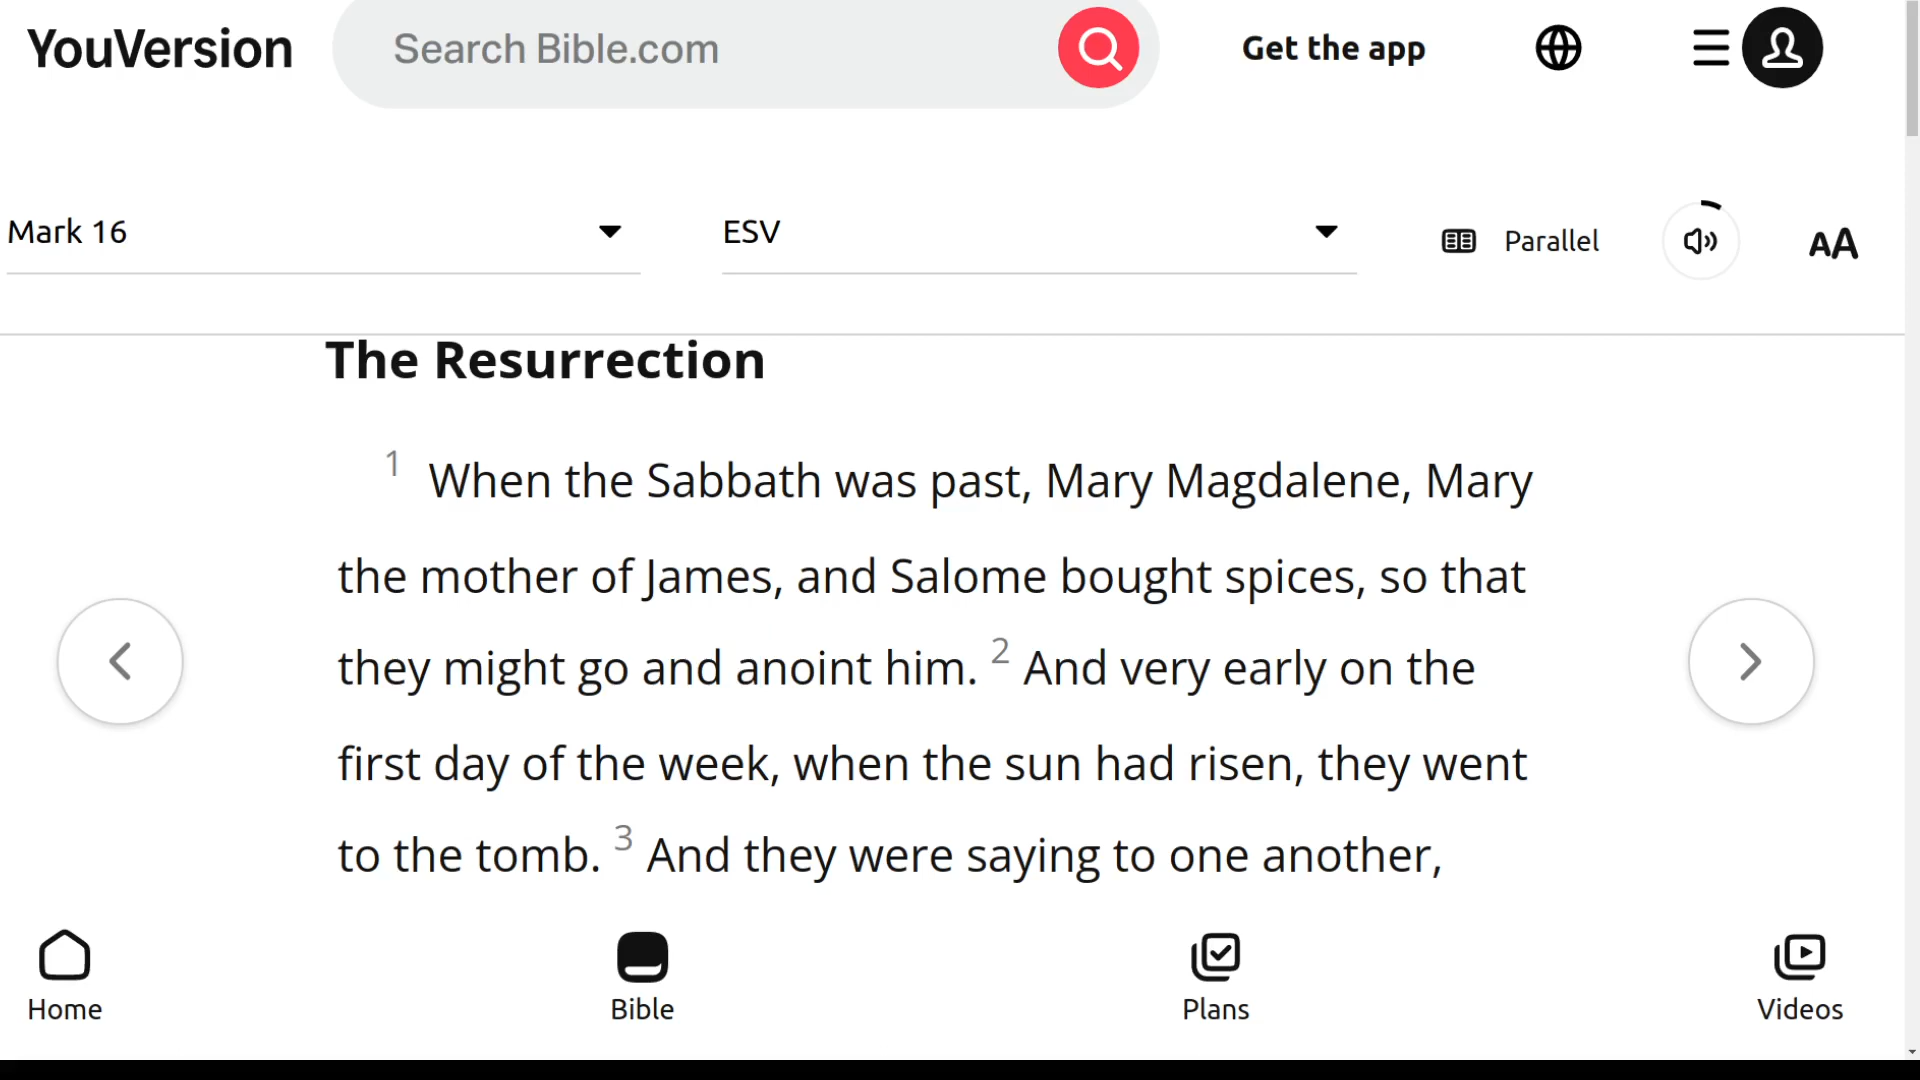 YouVersion Search Bible.com Get the app
Mark 16 ESV Parallel AA
The Resurrection
1 When the Sabbath was past, Mary Magdalene, Mary
the mother of James, and Salome bought spices, so that
they might go and anoint him. 2 And very early on the
first day of the week, when the sun had risen, they went
to the tomb. 3 And they were saying to one another,
Home Bible Plans Videos